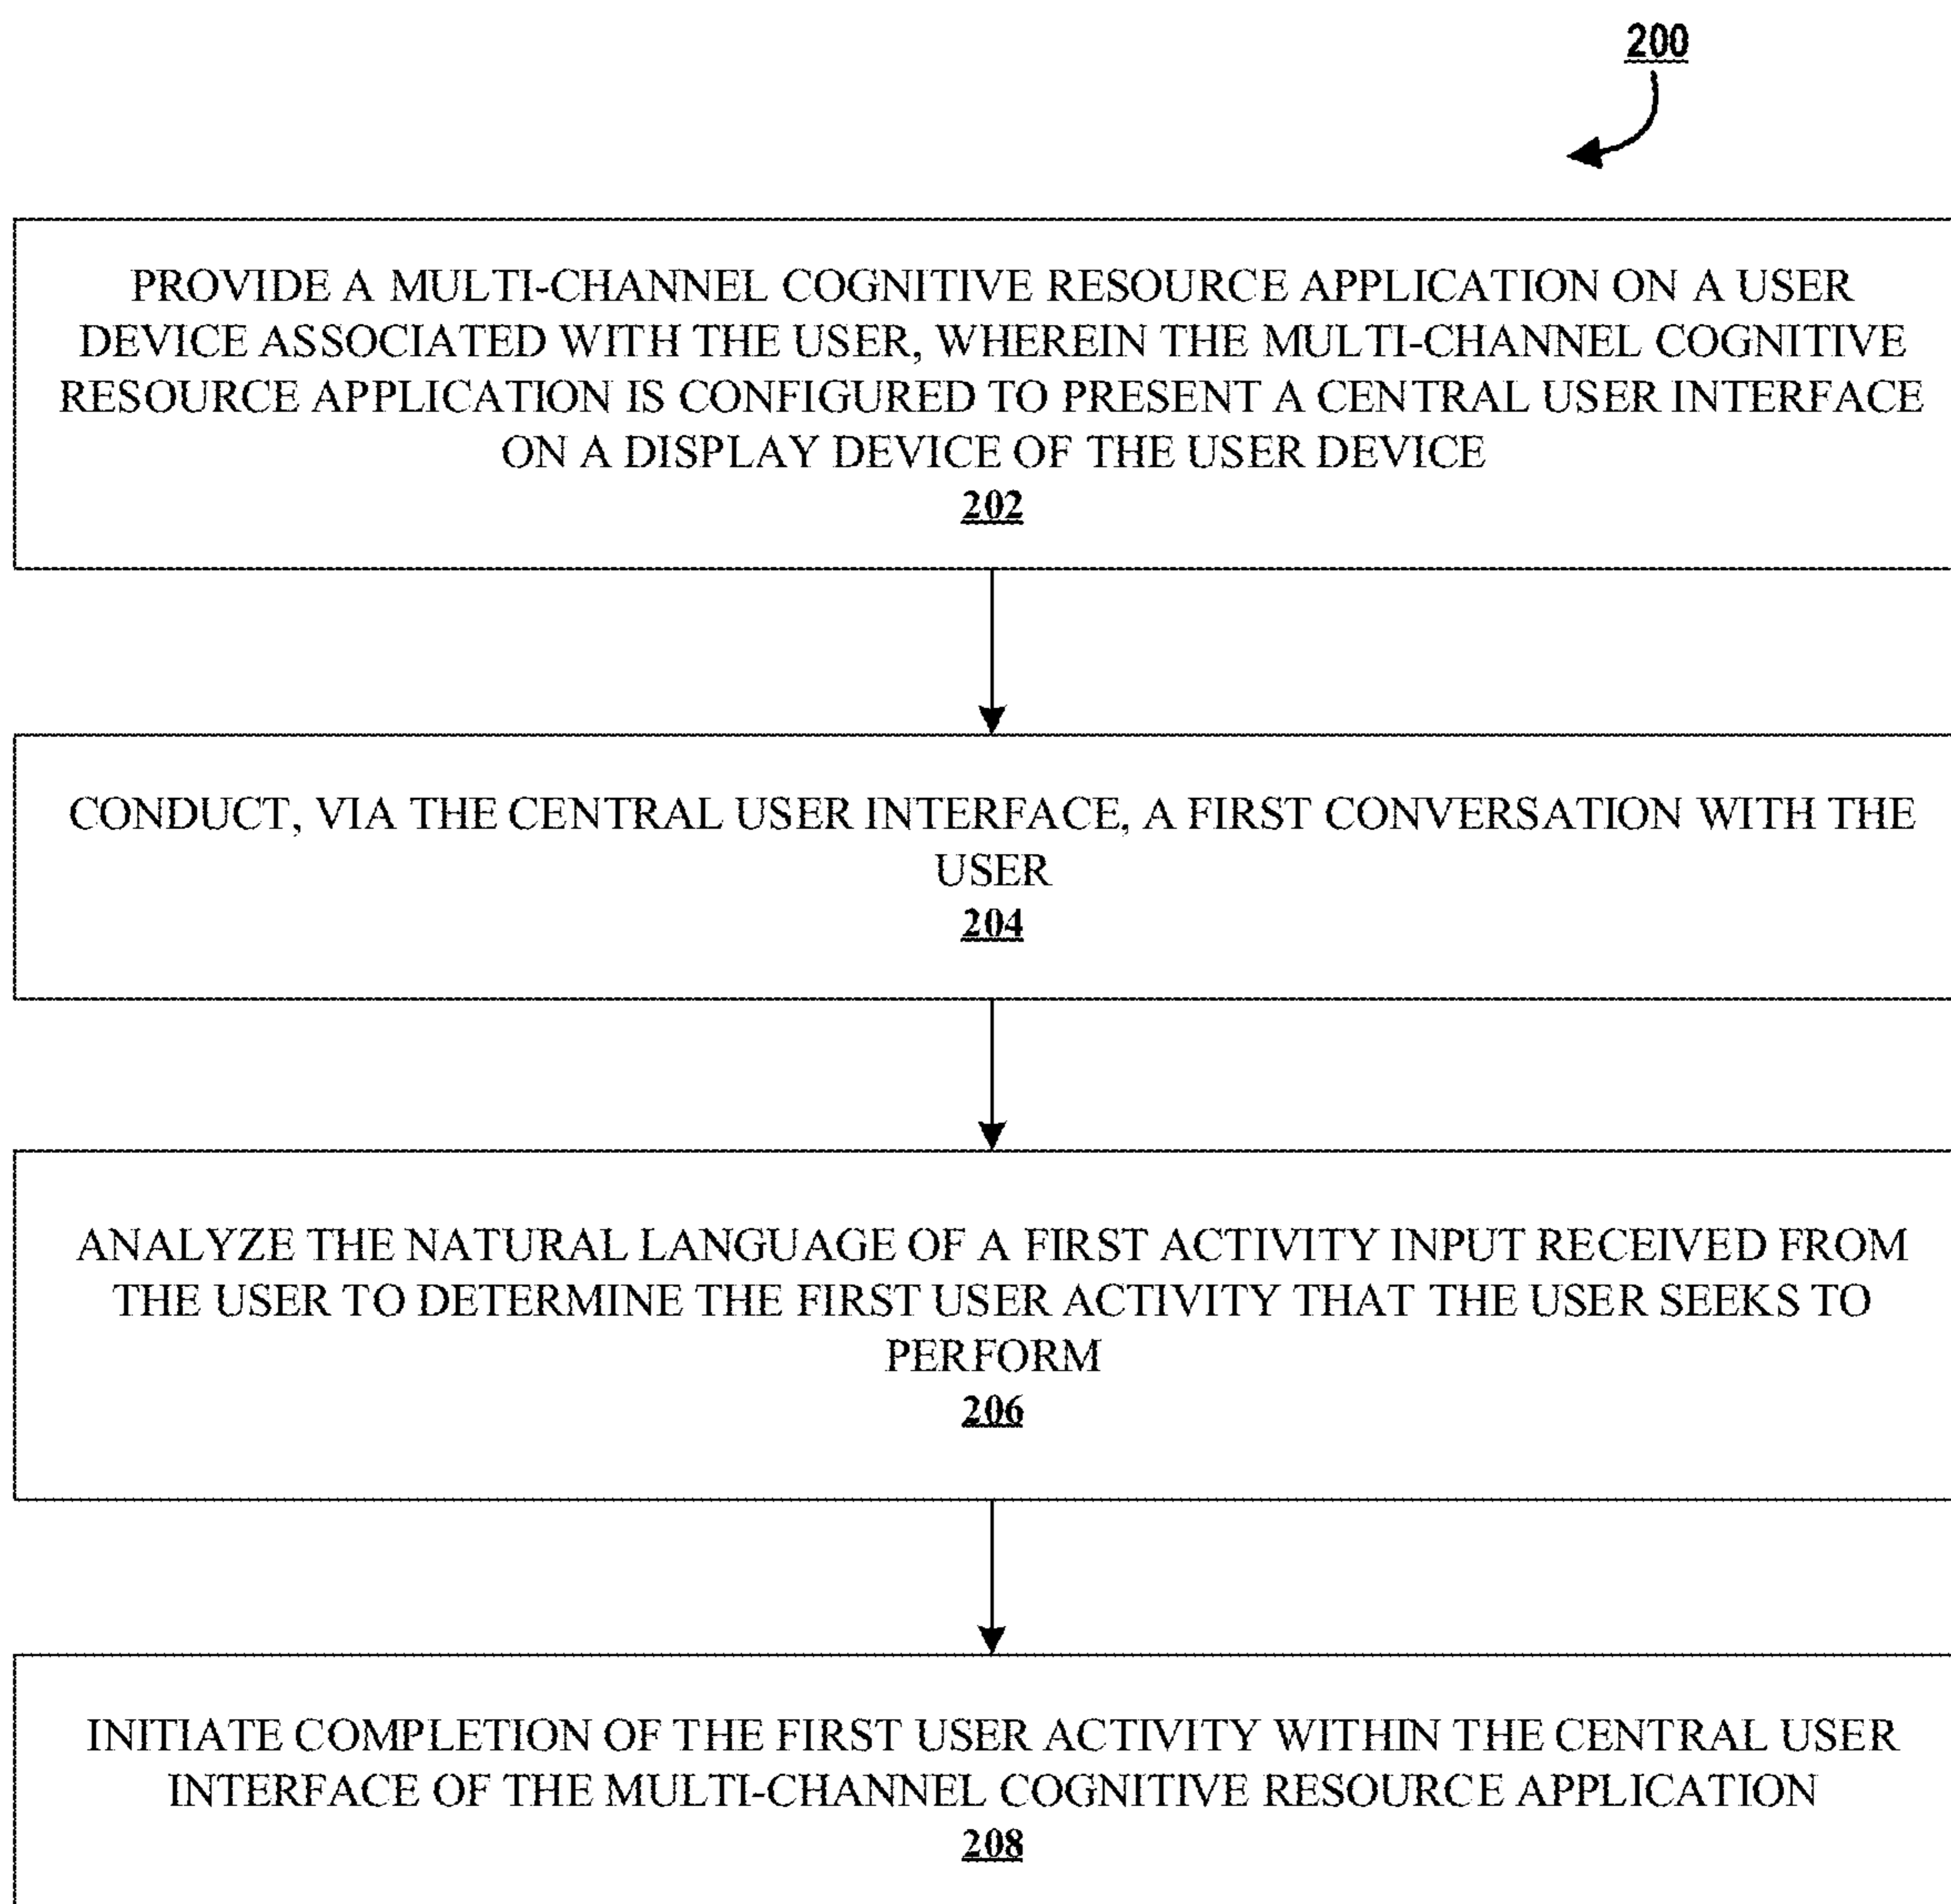 200
PROVIDE A MULTI-CHANNEL COGNITIVE RESOURCE APPLICATION ON A USER
DEVICE ASSOCIATED WITH THE USER, WHEREIN THE MULTI-CHANNEL COGNITIVE
RESOURCE APPLICATION IS CONFIGURED TO PRESENT A CENTRAL USER INTERFACE
ON A DISPLAY DEVICE OF THE USER DEVICE
202
CONDUCT, VIA THE CENTRAL USER INTERFACE, A FIRST CONVERSATION WITH THE
USER
204
ANALYZE THE NATURAL LANGUAGE OF A FIRST ACTIVITY INPUT RECEIVED FROM
THE USER TO DETERMINE THE FIRST USER ACTIVITY THAT THE USER SEEKS TO
PERFORM
206
INITIATE COMPLETION OF THE FIRST USER ACTIVITY WITHIN THE CENTRAL USER
INTERFACE OF THE MULTI-CHANNEL COGNITIVE RESOURCE APPLICATION
208